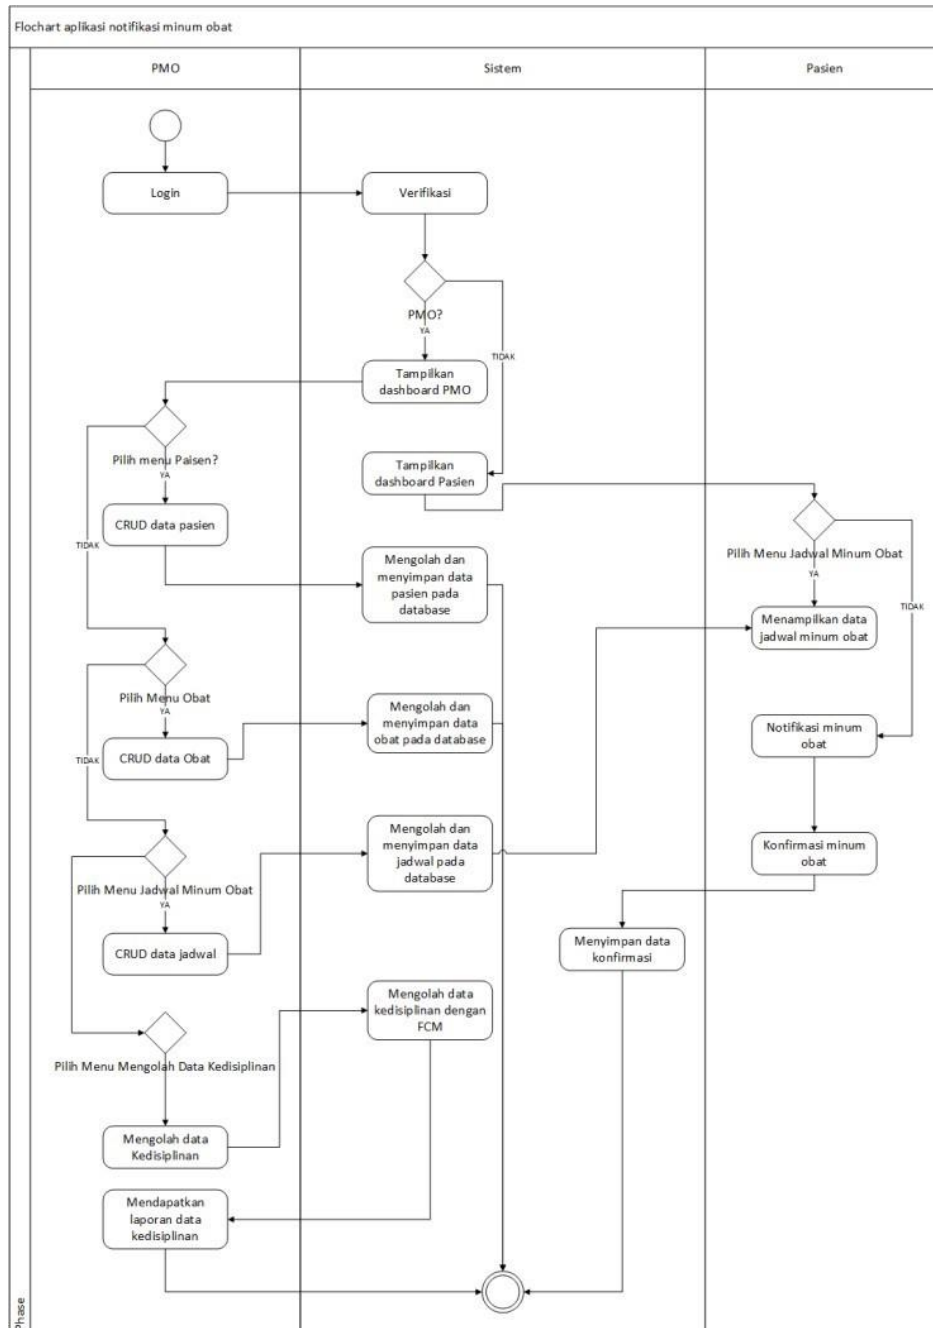 Flochart aplikasi notifikasi minum obat
PMO
Sistem
Pasien
Login
Verifikasi
PMO?
YA
TIDAK
Tampilkan
dashboard PMO
Pilih menu Paisen?
YA
TIDAK
Tampilkan
dashboard Pasien
CRUD data pasien
Pilih Menu Jadwal Minum Obat
YA
TIDAK
Mengolah dan
menyimpan data
pasien pada
database
Menampilkan data
jadwal minum obat
Pilih Menu Obat
YA
TIDAK
CRUD data Obat
Mengolah dan
menyimpan data
obat pada database
Notifikasi minum
obat
Mengolah dan
menyimpan data
jadwal pada
database
Konfirmasi minum
obat
Pilih Menu Jadwal Minum Obat
YA
CRUD data jadwal
Menyimpan data
konfirmasi
Mengolah data
kedisiplinan dengan
FCM
Pilih Menu Mengolah Data Kedisiplinan
Mengolah data
Kedisiplinan
Mendapatkan
laporan data
kedisiplinan
Phase